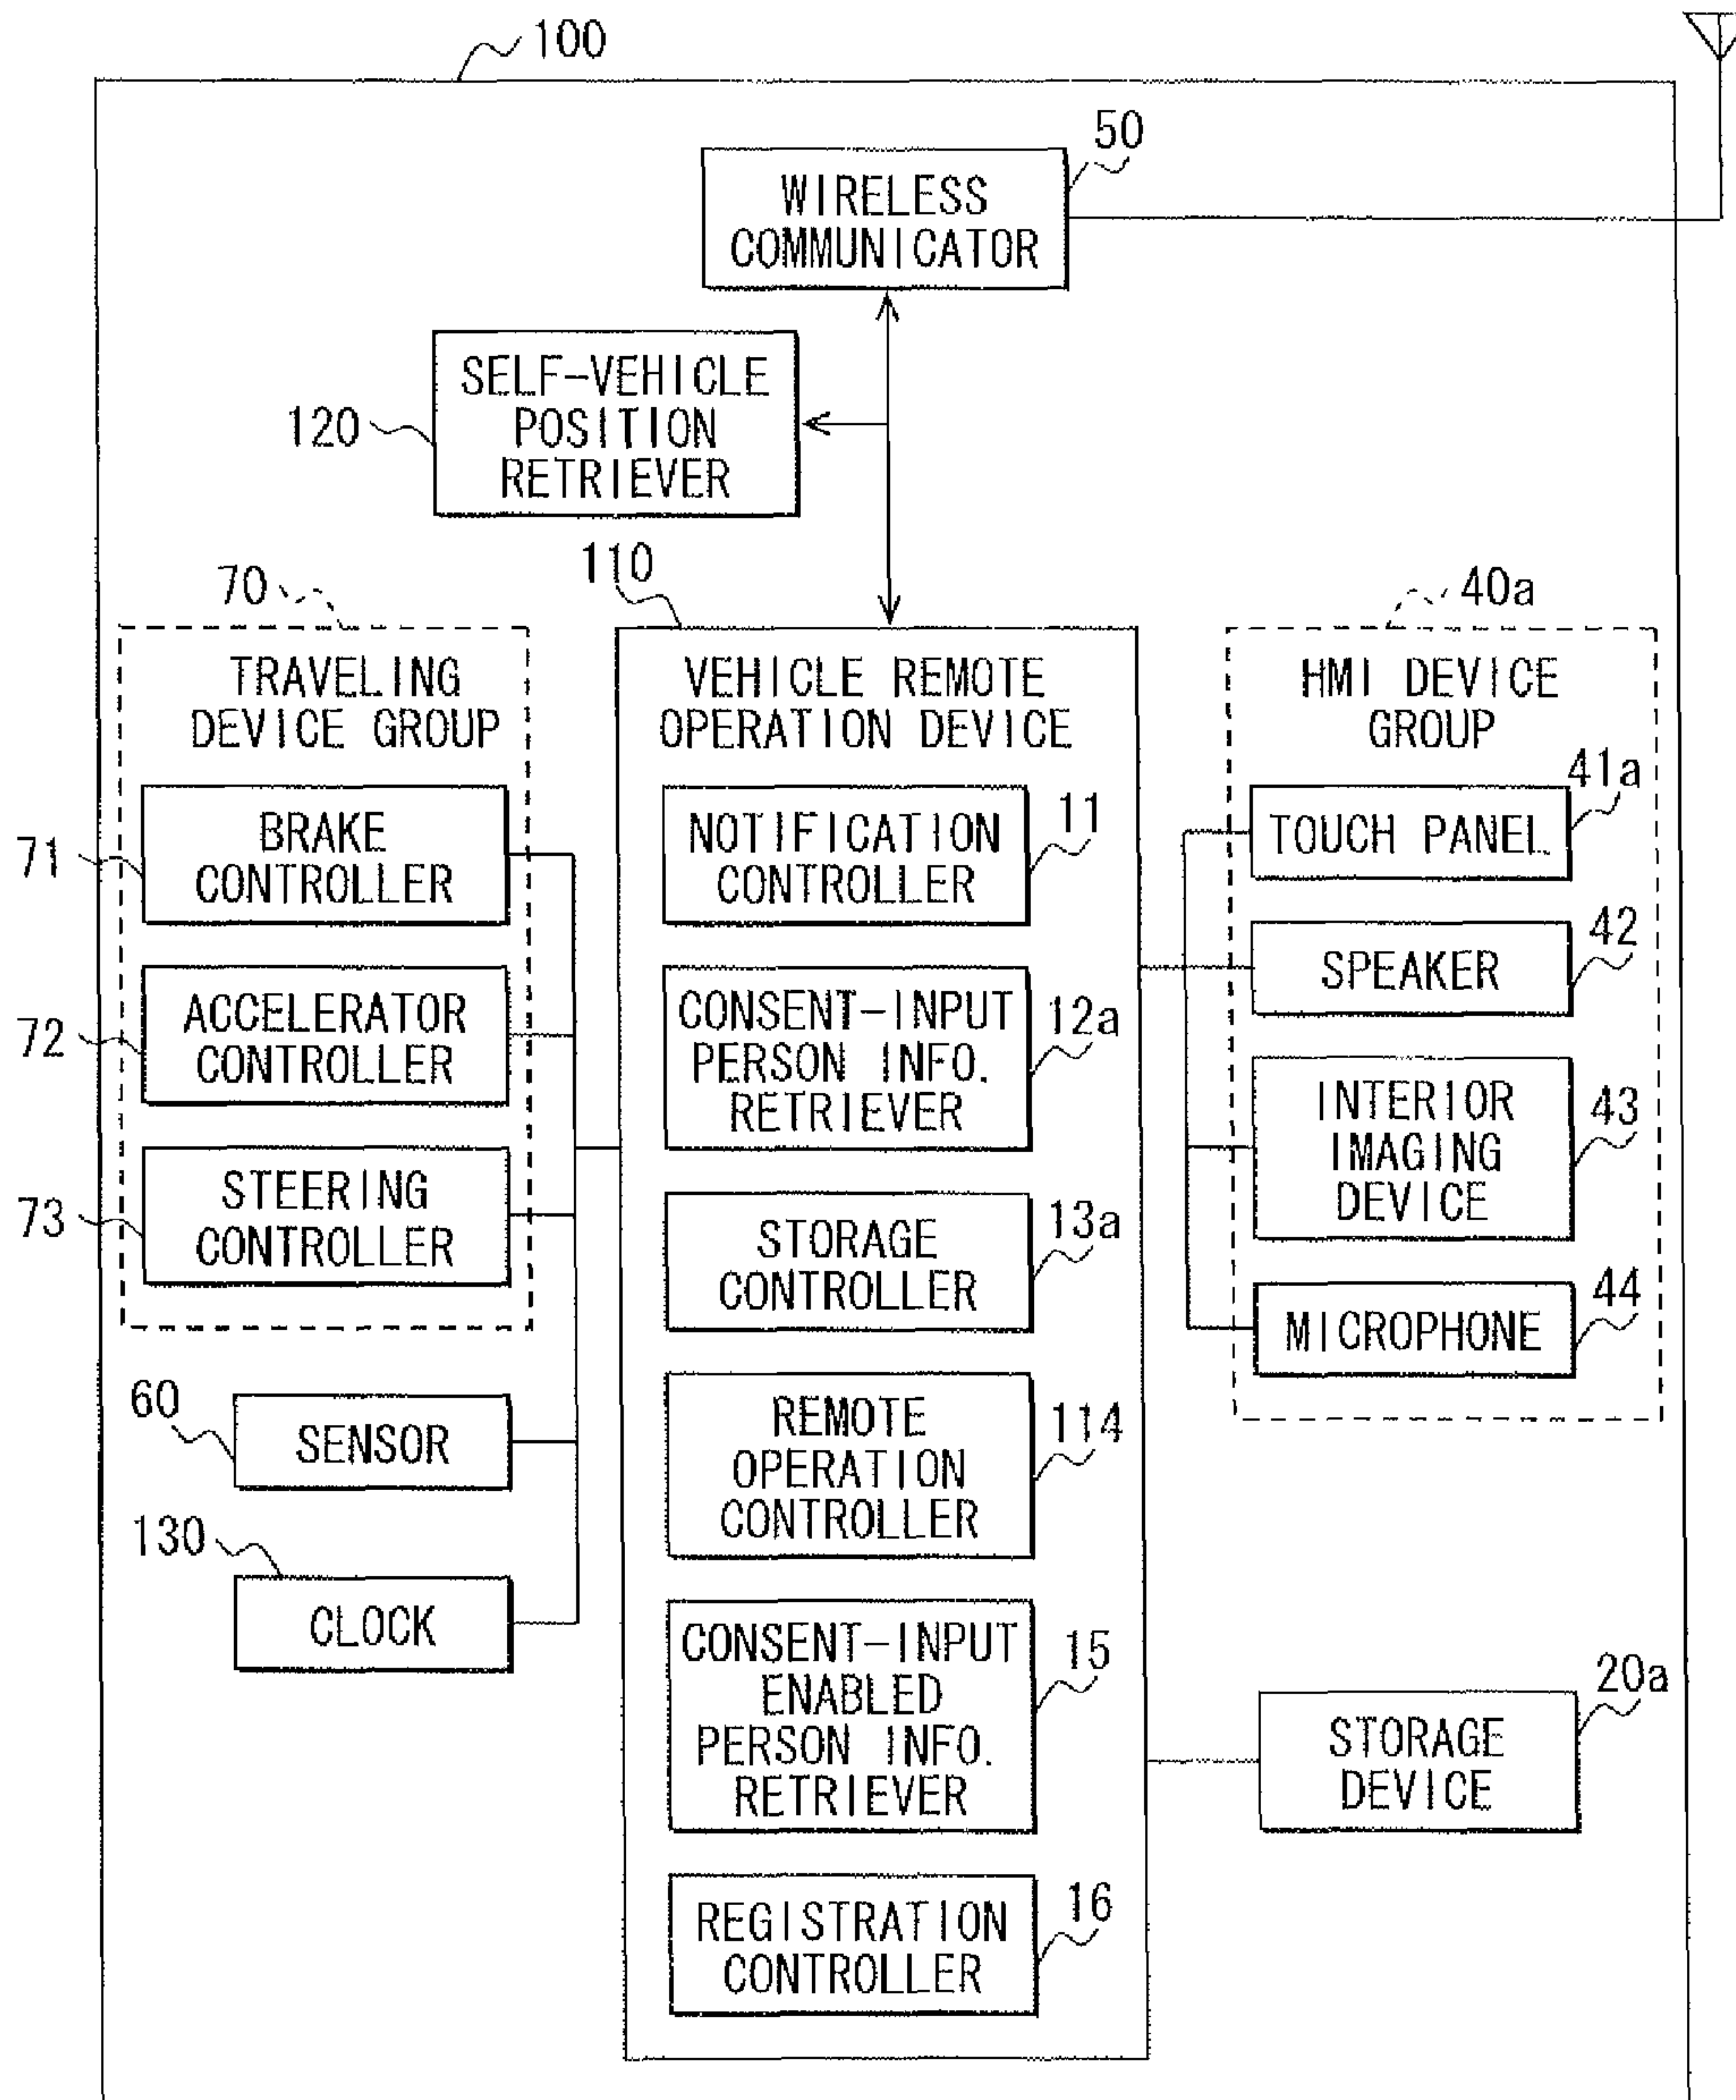 100
50
WIRELESS
COMMUNICATOR
SELF-VEHICLE
POSITION
RETRIEVER
120
110
70
40a
TRAVELING
DEVICE GROUP
BRAKE
CONTROLLER
71
ACCELERATOR
CONTROLLER
72
STEERING
CONTROLLER
73
60
SENSOR
130
CLOCK
VEHICLE REMOTE
OPERATION DEVICE
NOTIFICATION
CONTROLLER
11
CONSENT-INPUT
PERSON INFO.
RETRIEVER
12a
STORAGE
CONTROLLER
13a
REMOTE
OPERATION
CONTROLLER
114
CONSENT-INPUT
ENABLED
PERSON INFO.
RETRIEVER
15
REGISTRATION
CONTROLLER
16
HMI DEVICE
GROUP
41a
TOUCH PANEL
42
SPEAKER
INTERIOR
IMAGING
DEVICE
43
44
MICROPHONE
20a
STORAGE
DEVICE